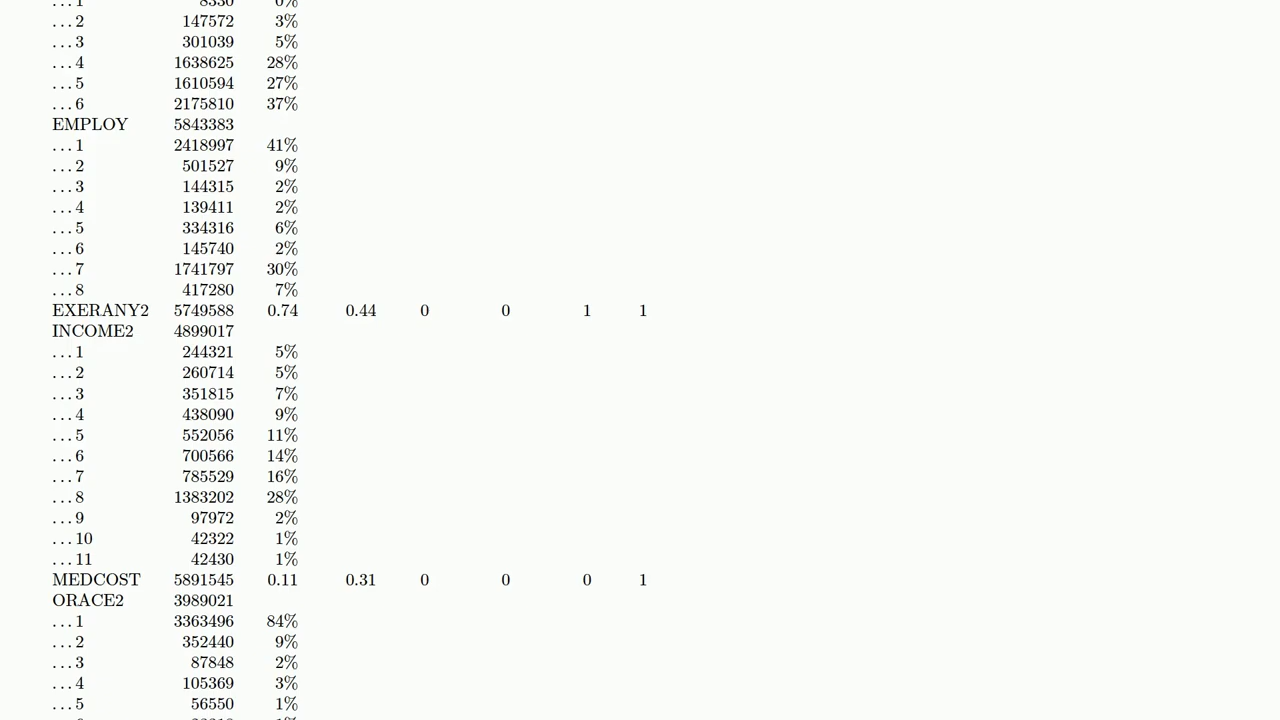 ...1 8330 0%
...2 147572 3%
...3 301039 5%
...4 1638625 28%
...5 1610594 27%
...6 2175810 37%
EMPLOY 5843383
...1 2418997 41%
...2 501527 9%
...3 144315 2%
...4 139411 2%
...5 334316 6%
...6 145740 2%
...7 1741797 30%
...8 417280 7%
EXERANY2 5749588 0.74 0.44 0 0 1 1
INCOME2 4899017
...1 244321 5%
...2 260714 5%
...3 351815 7%
...4 438090 9%
...5 552056 11%
...6 700566 14%
...7 785529 16%
...8 1383202 28%
...9 97972 2%
...10 42322 1%
...11 42430 1%
MEDCOST 5891545 0.11 0.31 0 0 0 1
ORACE2 3989021
...1 3363496 84%
...2 352440 9%
...3 87848 2%
...4 105369 3%
...5 56550 1%